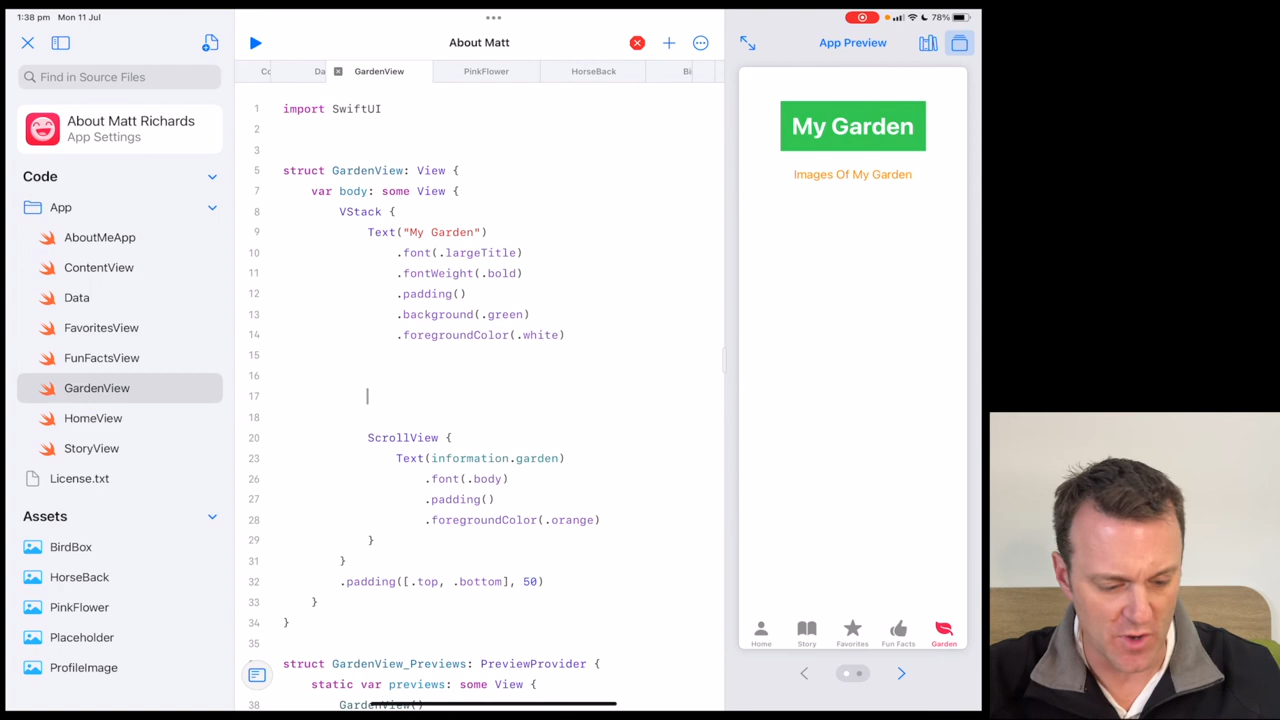 1:38 pm Mon 11 Jul
78%
About Matt
App Preview
Find in Source Files
Da
GardenView
PinkFlower
HorseBack
About Matt Richards
App Settings
Code
App
AboutMeApp
ContentView
Data
FavoritesView
FunFactsView
GardenView
HomeView
StoryView
License.txt
Assets
BirdBox
HorseBack
PinkFlower
Placeholder
ProfileImage
1 import SwiftUI
2
3
5 struct GardenView: View {
7 var body: some View {
8 VStack {
9 Text("My Garden")
10 .font(.largeTitle)
11 .fontWeight(.bold)
12 .padding()
13 .background(.green)
14 .foregroundColor(.white)
15
16
17
18
20 ScrollView {
23 Text(information.garden)
26 .font(.body)
27 .padding()
28 .foregroundColor(.orange)
29 }
31 }
32 .padding([.top, .bottom], 50)
33 }
34 }
35
struct GardenView_Previews: PreviewProvider {
static var previews: some View {
38 GardenView()
My Garden
Images Of My Garden
Home Story Favorites Fun Facts Garden